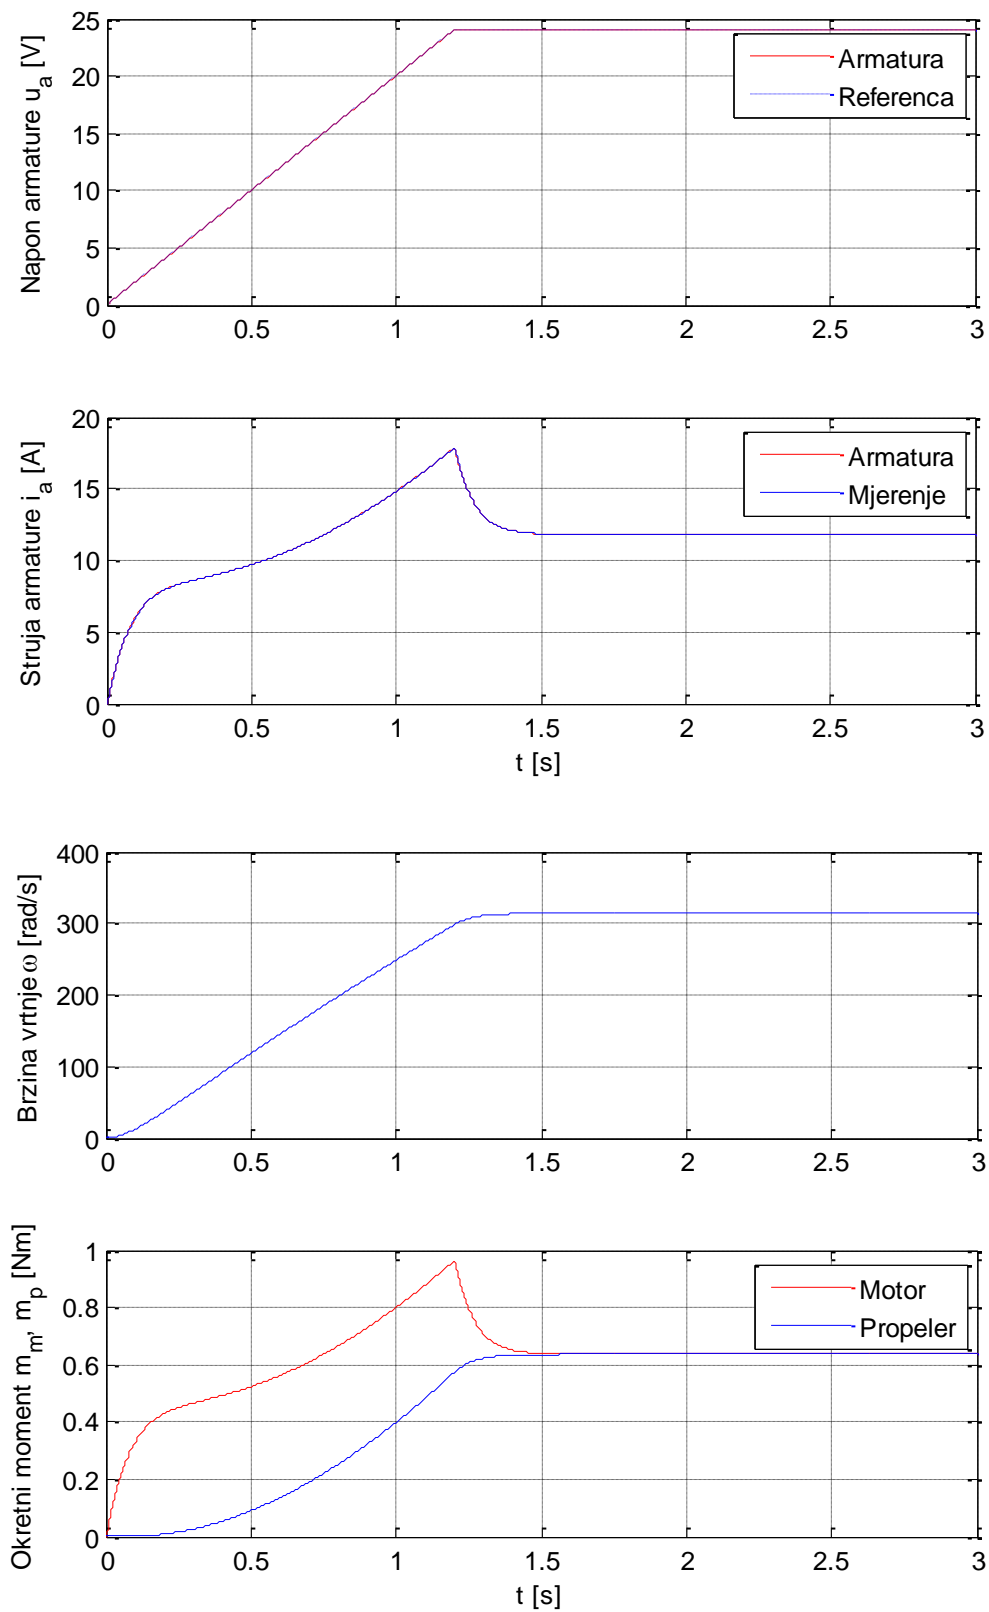 Napon armature u_a [V]
25
20
15
10
5
0
Armatura
Referenca
0 0.5 1 1.5 2 2.5 3
Struja armature i_a [A]
20
15
10
5
0
Armatura
Mjerenje
0 0.5 1 1.5 2 2.5 3
t [s]
Brzina vrtnje ω [rad/s]
400
300
200
100
0
0 0.5 1 1.5 2 2.5 3
Okretni moment m_m, m_p [Nm]
1
0.8
0.6
0.4
0.2
0
Motor
Propeler
0 0.5 1 1.5 2 2.5 3
t [s]